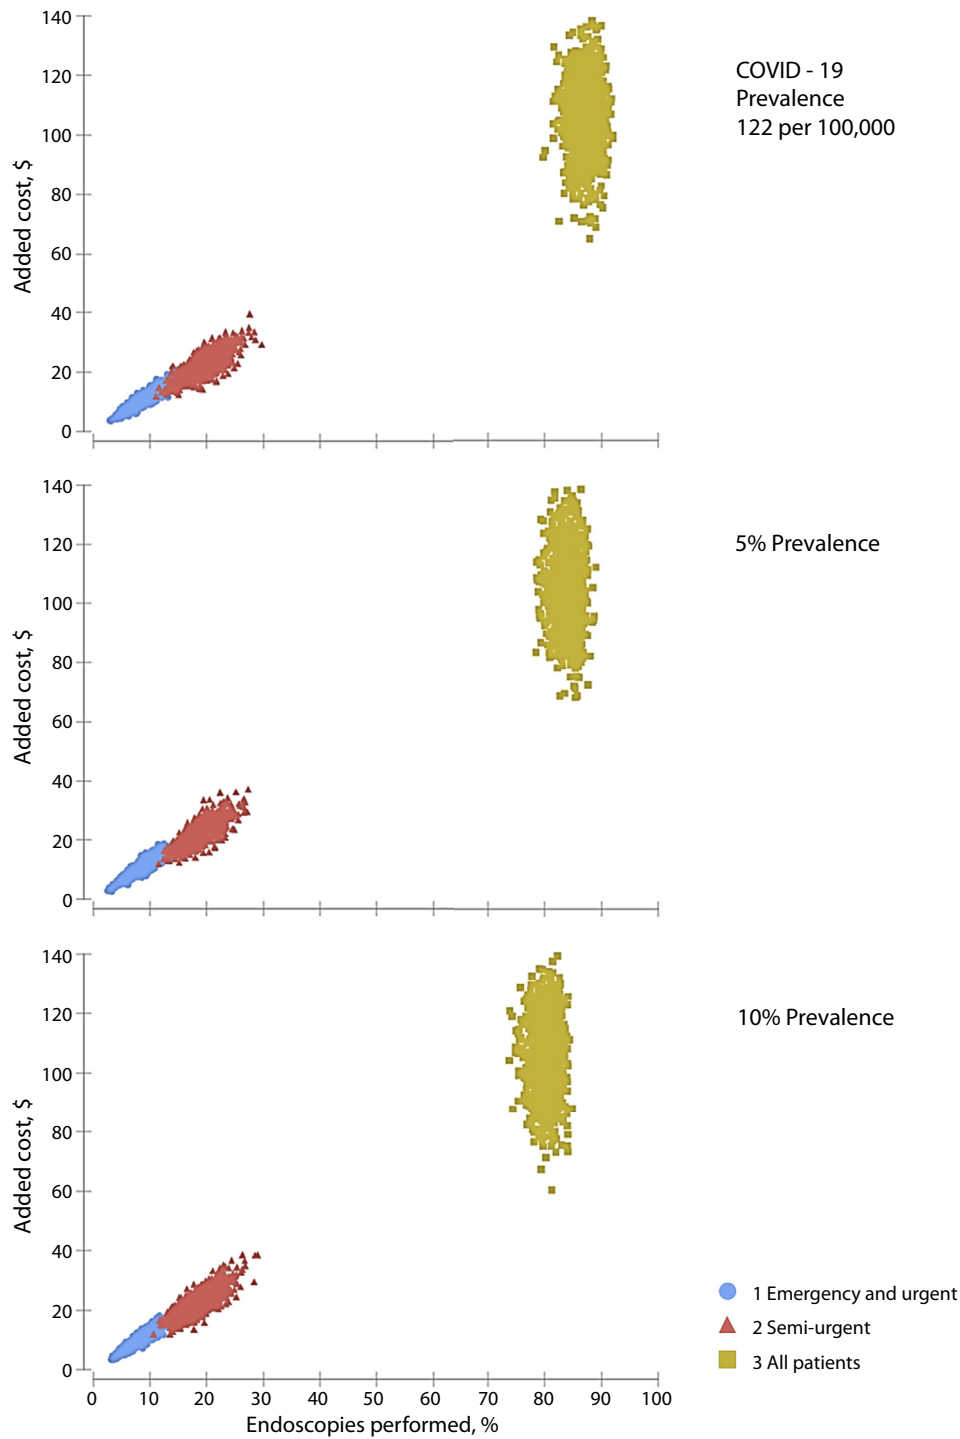 140
120
100
80
60
40
20
0
Added cost, $
COVID - 19
Prevalence
122 per 100,000
140
120
100
80
60
40
20
0
Added cost, $
5% Prevalence
140
120
100
80
60
40
20
0
Added cost, $
10% Prevalence
1 Emergency and urgent
2 Semi-urgent
3 All patients
0 10 20 30 40 50 60 70 80 90 100
Endoscopies performed, %